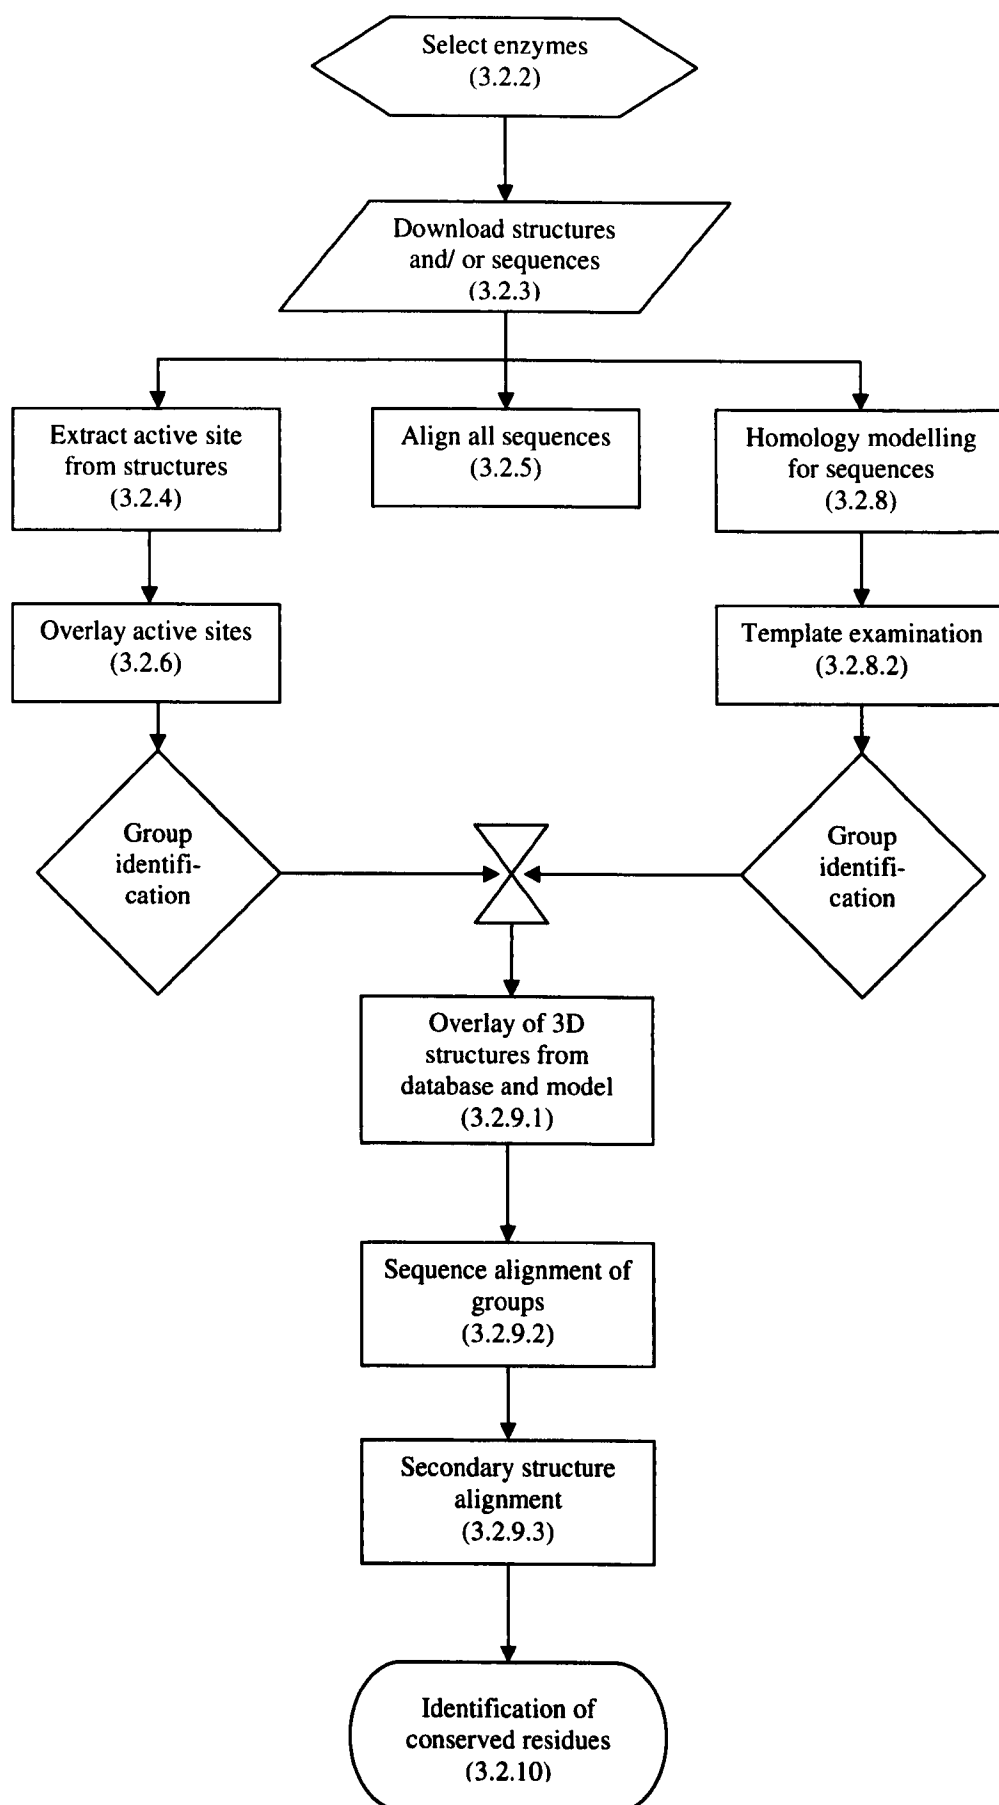 Select enzymes
(3.2.2)
Download structures
and/ or sequences
(3.2.3)
Extract active site
from structures
(3.2.4)
Align all sequences
(3.2.5)
Homology modelling
for sequences
(3.2.8)
Overlay active sites
(3.2.6)
Template examination
(3.2.8.2)
Group
identifi-
cation
Group
identifi-
cation
Overlay of 3D
structures from
database and model
(3.2.9.1)
Sequence alignment of
groups
(3.2.9.2)
Secondary structure
alignment
(3.2.9.3)
Identification of
conserved residues
(3.2.10)